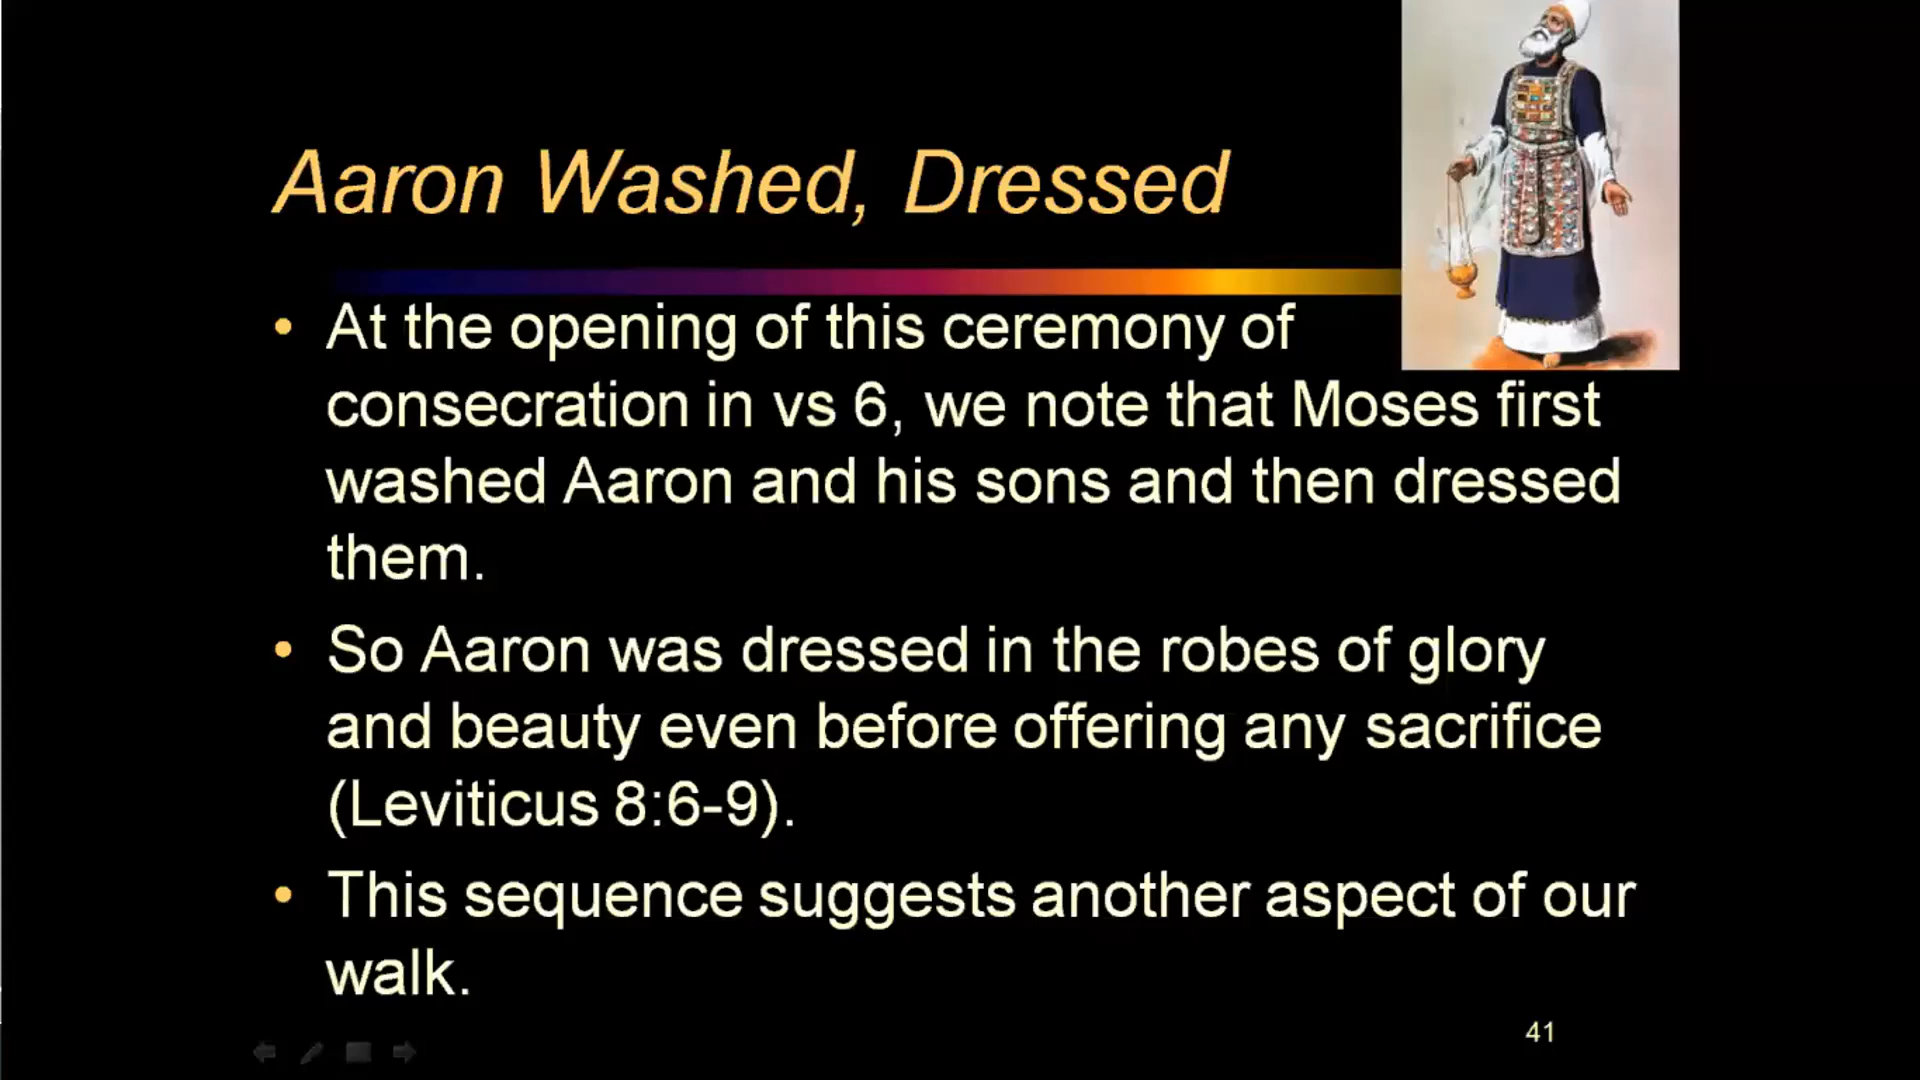 Aaron Washed, Dressed
• At the opening of this ceremony of
consecration in vs 6, we note that Moses first
washed Aaron and his sons and then dressed
them.
• So Aaron was dressed in the robes of glory
and beauty even before offering any sacrifice
(Leviticus 8:6-9).
• This sequence suggests another aspect of our
walk.
41